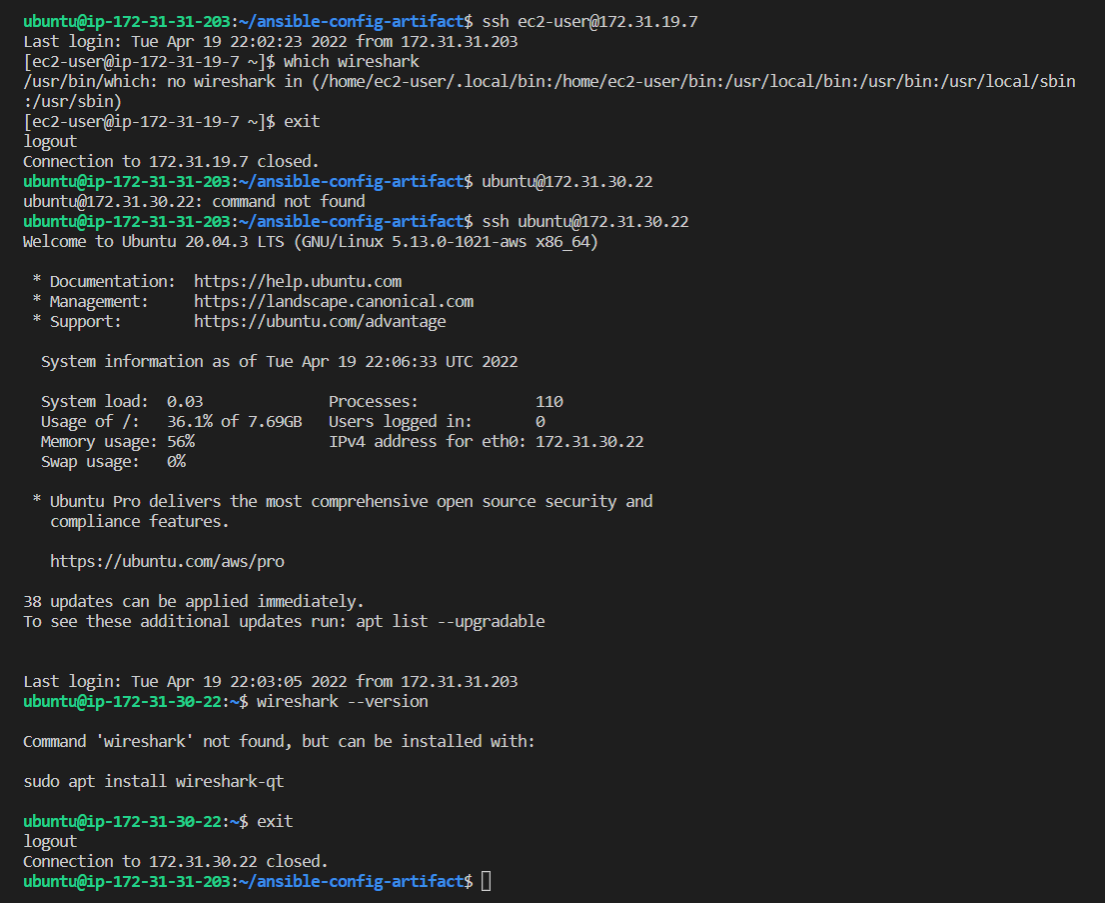 ubuntu@ip-172-31-31-203:~/ansible-config-artifact$ ssh ec2-user@172.31.19.7
Last login: Tue Apr 19 22:02:23 2022 from 172.31.31.203
[ec2-user@ip-172-31-19-7 ~]$ which wireshark
/usr/bin/which: no wireshark in (/home/ec2-user/.local/bin:/home/ec2-user/bin:/usr/local/bin:/usr/bin:/usr/local/sbin
:/usr/sbin)
[ec2-user@ip-172-31-19-7 ~]$ exit
logout
Connection to 172.31.19.7 closed.
ubuntu@ip-172-31-31-203:~/ansible-config-artifact$ ubuntu@172.31.30.22
ubuntu@172.31.30.22: command not found
ubuntu@ip-172-31-31-203:~/ansible-config-artifact$ ssh ubuntu@172.31.30.22
Welcome to Ubuntu 20.04.3 LTS (GNU/Linux 5.13.0-1021-aws x86_64)

 * Documentation:  https://help.ubuntu.com
 * Management:     https://landscape.canonical.com
 * Support:        https://ubuntu.com/advantage

  System information as of Tue Apr 19 22:06:33 UTC 2022

  System load:  0.03              Processes:             110
  Usage of /:   36.1% of 7.69GB   Users logged in:       0
  Memory usage: 56%               IPv4 address for eth0: 172.31.30.22
  Swap usage:   0%

 * Ubuntu Pro delivers the most comprehensive open source security and
   compliance features.

   https://ubuntu.com/aws/pro

38 updates can be applied immediately.
To see these additional updates run: apt list --upgradable


Last login: Tue Apr 19 22:03:05 2022 from 172.31.31.203
ubuntu@ip-172-31-30-22:~$ wireshark --version

Command 'wireshark' not found, but can be installed with:

sudo apt install wireshark-qt

ubuntu@ip-172-31-30-22:~$ exit
logout
Connection to 172.31.30.22 closed.
ubuntu@ip-172-31-31-203:~/ansible-config-artifact$